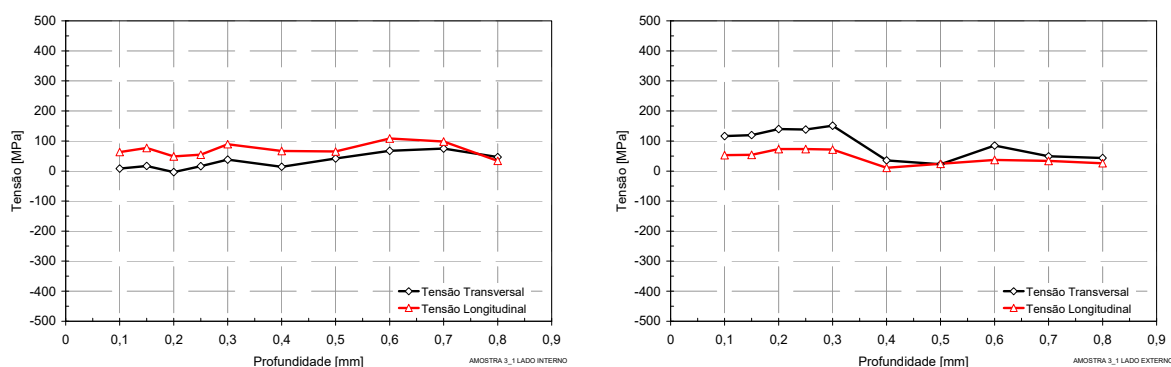 500
400
300
200
100
0
-100
-200
-300
-400
-500
Tensão [MPa]
0 0,1 0,2 0,3 0,4 0,5 0,6 0,7 0,8 0,9
Profundidade [mm]
Tensão Transversal
Tensão Longitudinal
AMOSTRA 3_1 LADO INTERNO
500
400
300
200
100
0
-100
-200
-300
-400
-500
Tensão [MPa]
0 0,1 0,2 0,3 0,4 0,5 0,6 0,7 0,8 0,9
Profundidade [mm]
Tensão Transversal
Tensão Longitudinal
AMOSTRA 3_1 LADO EXTERNO